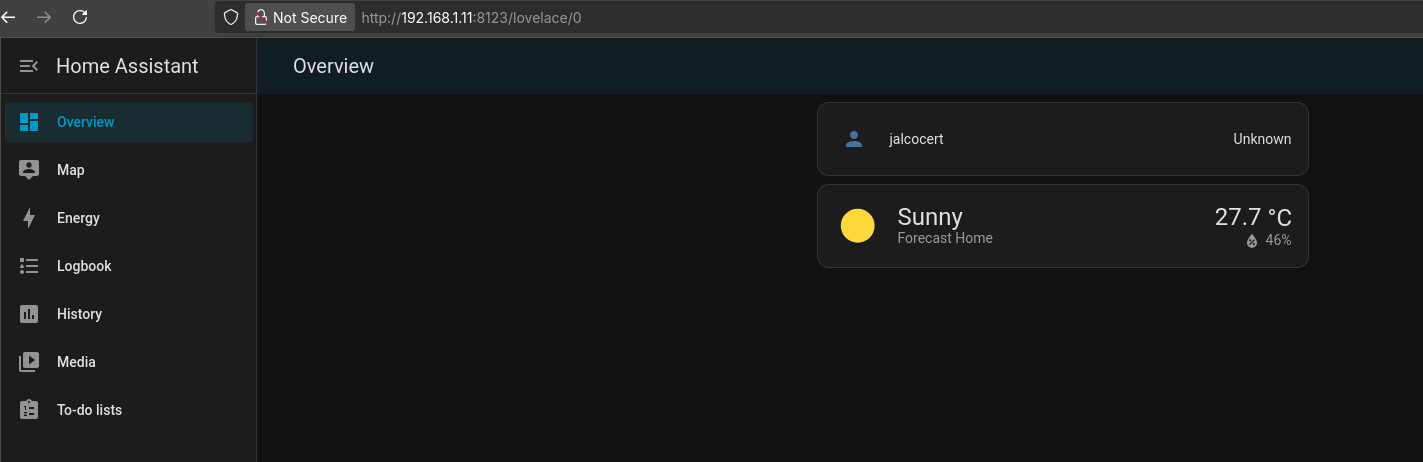 Not Secure http://192.168.1.11:8123/lovelace/0
Home Assistant
Overview
Overview
Map
Energy
Logbook
History
Media
To-do lists
jalcocert Unknown
Sunny 27.7 °C
Forecast Home 46%